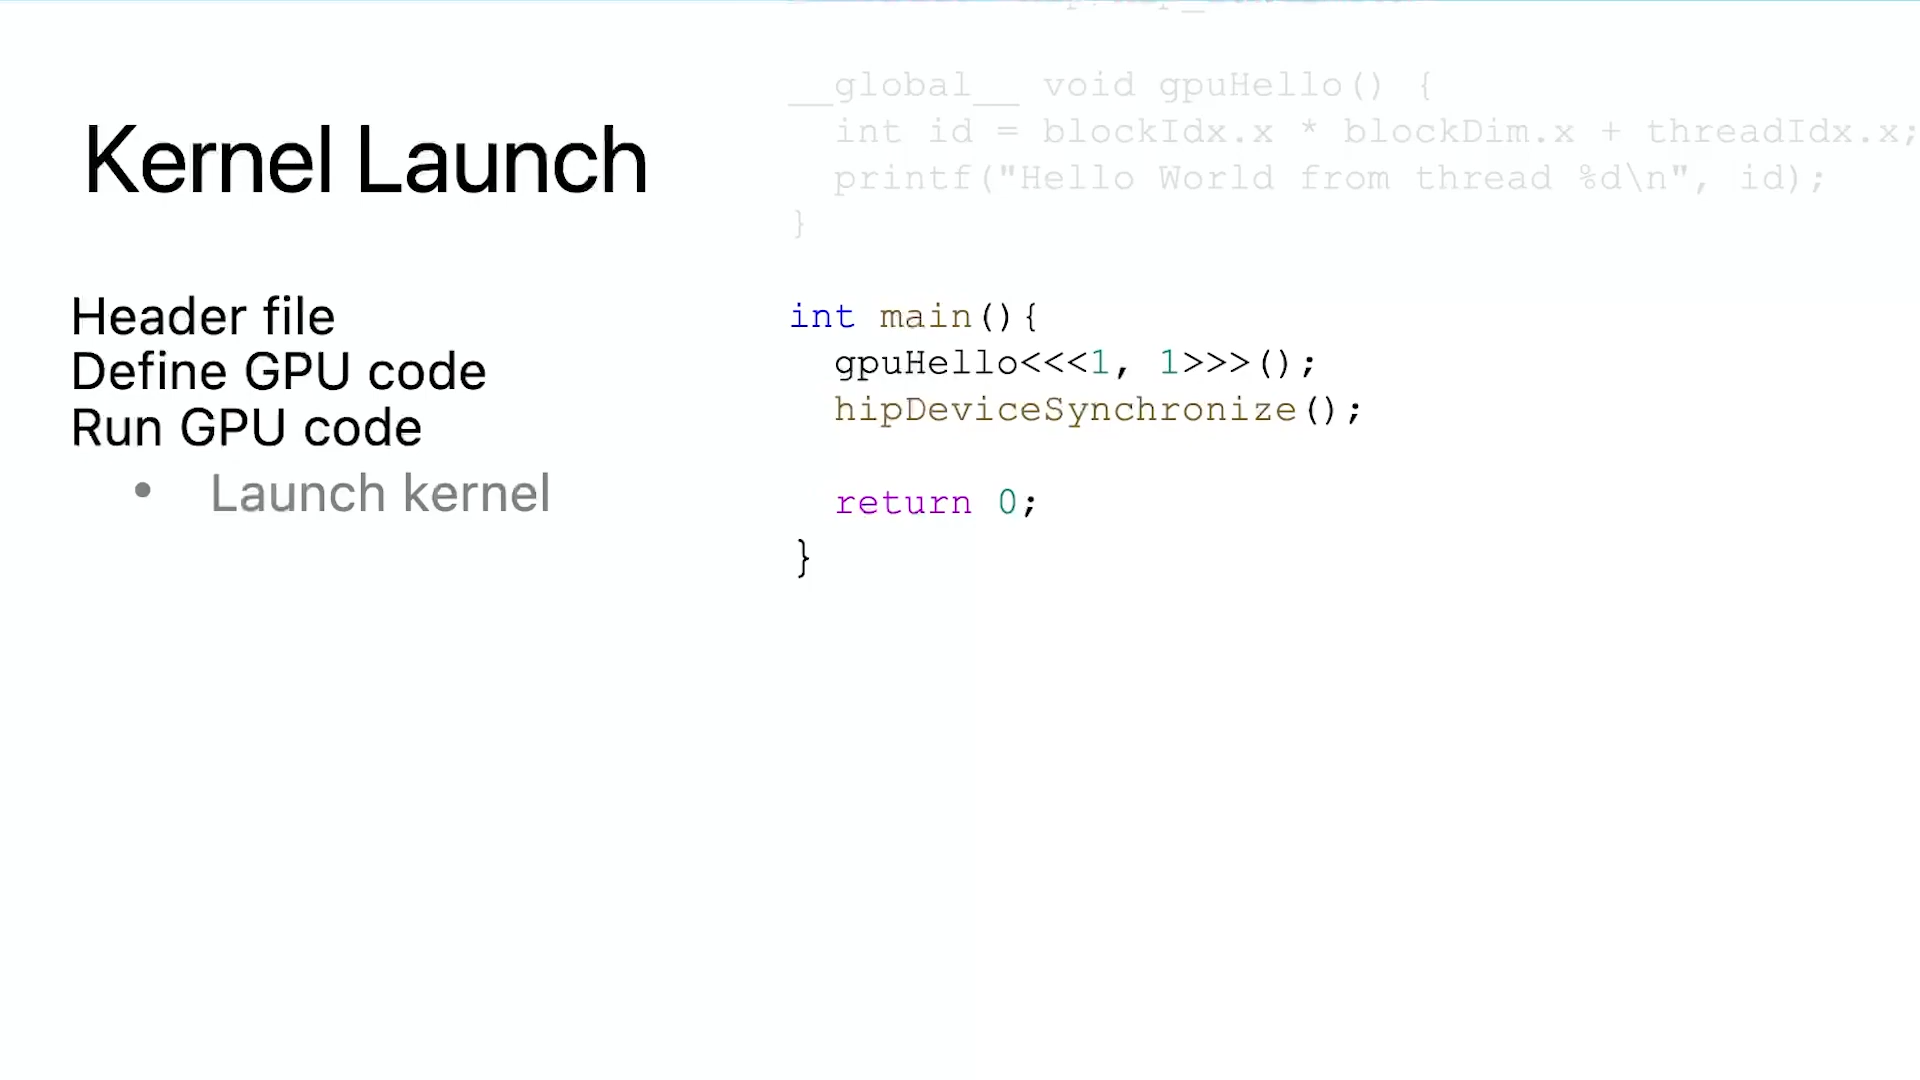 Kernel Launch
Header file
Define GPU code
Run GPU code
• Launch kernel
__global__ void gpuHello() {
int id = blockIdx.x * blockDim.x + threadIdx.x;
printf("Hello World from thread %d\n", id);
}
int main(){
gpuHello<<<1, 1>>>();
hipDeviceSynchronize();
return 0;
}